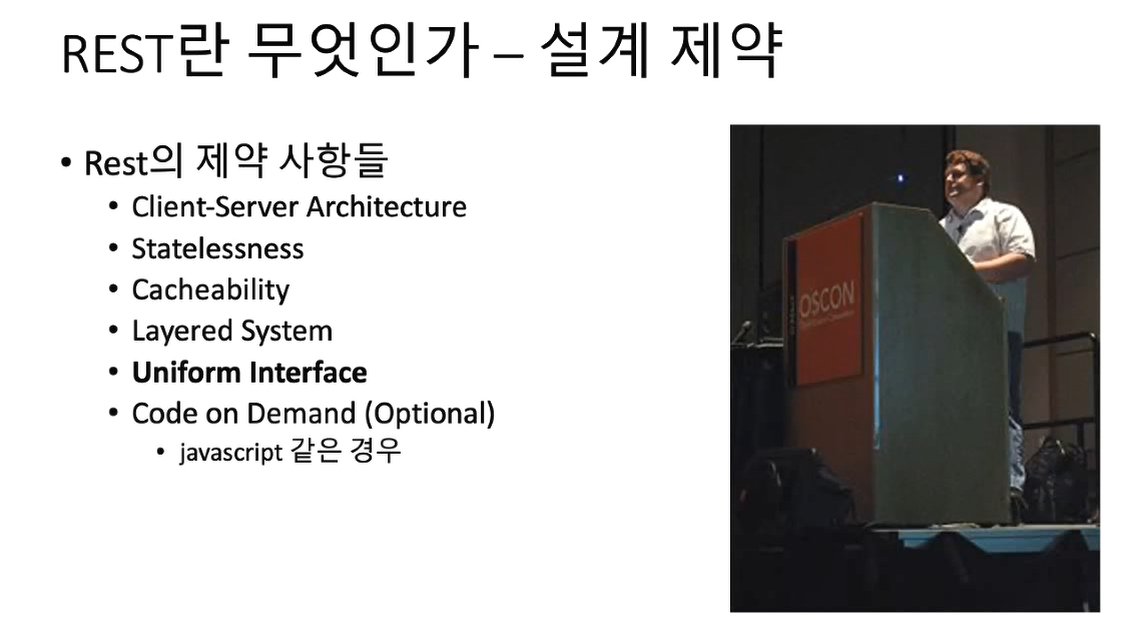 REST란 무엇인가 – 설계 제약
• Rest의 제약 사항들
• Client-Server Architecture
• Statelessness
• Cacheability
• Layered System
• Uniform Interface
• Code on Demand (Optional)
• javascript 같은 경우
OSCON